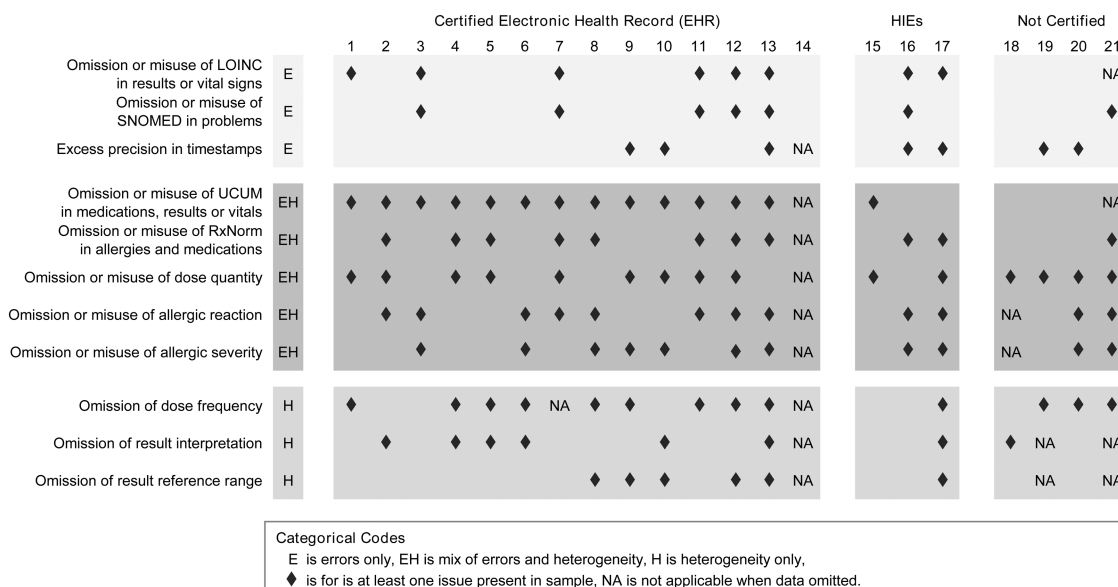 Certified Electronic Health Record (EHR) HIEs Not Certified
1 2 3 4 5 6 7 8 9 10 11 12 13 14 15 16 17 18 19 20 21
Omission or misuse of LOINC
in results or vital signs E NA
Omission or misuse of
SNOMED in problems E
Excess precision in timestamps E NA
Omission or misuse of UCUM
in medications, results or vitals EH NA NA
Omission or misuse of RxNorm
in allergies and medications EH NA
Omission or misuse of dose quantity EH NA
Omission or misuse of allergic reaction EH NA NA
Omission or misuse of allergic severity EH NA NA
Omission of dose frequency H NA NA
Omission of result interpretation H NA NA NA
Omission of result reference range H NA NA NA
Categorical Codes
E is errors only, EH is mix of errors and heterogeneity, H is heterogeneity only,
♦ is for is at least one issue present in sample, NA is not applicable when data omitted.